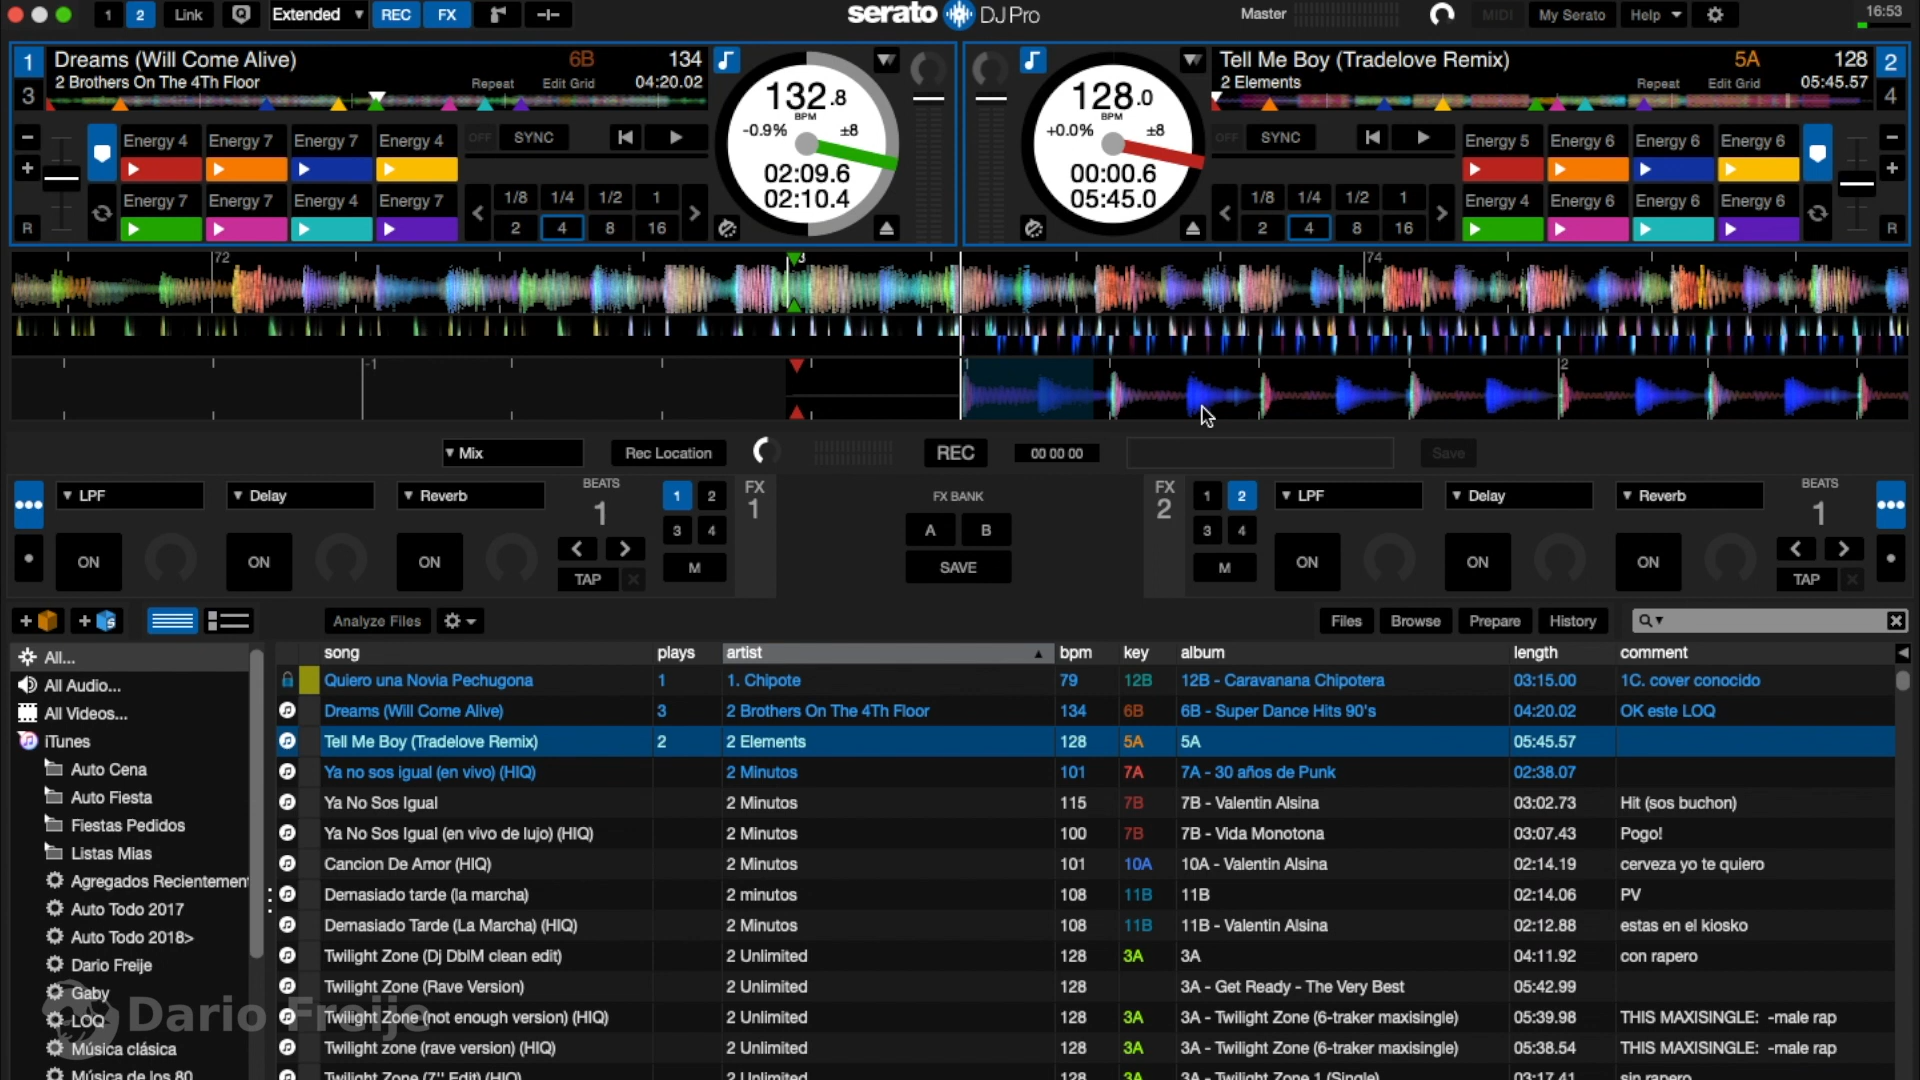 1 2 Link Extended REC FX serato DJ Pro Master MIDI My Serato Help 16:53
1 Dreams (Will Come Alive) 6B 134
3 2 Brothers On The 4Th Floor Repeat Edit Grid 04:20.02
Energy 4 Energy 7 Energy 7 Energy 4 OFF SYNC
Energy 7 Energy 7 Energy 4 Energy 7 1/8 1/4 1/2 1
R 2 4 8 16
132.8
BPM
-0.9% ±8
02:09.6
02:10.4
Tell Me Boy (Tradelove Remix) 5A 128 2
2 Elements Repeat Edit Grid 05:45.57 4
128.0
BPM
+0.0% ±8
00:00.6
05:45.0
OFF SYNC Energy 5 Energy 6 Energy 6 Energy 6
1/8 1/4 1/2 1 Energy 4 Energy 6 Energy 6 Energy 6
2 4 8 16 R
72 74
-1 1 2
Mix Rec Location REC 00 00 00 Save
LPF Delay Reverb BEATS 1 1 2 FX 1 FX BANK FX 2 1 2 LPF Delay Reverb BEATS 1
3 4 A B 3 4
ON ON ON TAP M SAVE M ON ON ON TAP
Analyze Files Files Browse Prepare History
All...
All Audio...
All Videos...
iTunes
Auto Cena
Auto Fiesta
Fiestas Pedidos
Listas Mias
Agregados Recientemen
Auto Todo 2017
Auto Todo 2018>
Dario Freije
Gaby
LOQ
Música clásica
Música de los 80
song plays artist bpm key album length comment
Quiero una Novia Pechugona 1 1. Chipote 79 12B 12B - Caravanana Chipotera 03:15.00 1C. cover conocido
Dreams (Will Come Alive) 3 2 Brothers On The 4Th Floor 134 6B 6B - Super Dance Hits 90's 04:20.02 OK este LOQ
Tell Me Boy (Tradelove Remix) 2 2 Elements 128 5A 5A 05:45.57
Ya no sos igual (en vivo) (HIQ) 2 Minutos 101 7A 7A - 30 años de Punk 02:38.07
Ya No Sos Igual 2 Minutos 115 7B 7B - Valentin Alsina 03:02.73 Hit (sos buchon)
Ya No Sos Igual (en vivo de lujo) (HIQ) 2 Minutos 100 7B 7B - Vida Monotona 03:07.43 Pogo!
Cancion De Amor (HIQ) 2 Minutos 101 10A 10A - Valentin Alsina 02:14.19 cerveza yo te quiero
Demasiado tarde (la marcha) 2 minutos 108 11B 11B 02:14.06 PV
Demasiado Tarde (La Marcha) (HIQ) 2 Minutos 108 11B 11B - Valentin Alsina 02:12.88 estas en el kiosko
Twilight Zone (Dj DblM clean edit) 2 Unlimited 128 3A 3A 04:11.92 con rapero
Twilight Zone (Rave Version) 2 Unlimited 128 3A - Get Ready - The Very Best 05:42.99
Twilight Zone (not enough version) (HIQ) 2 Unlimited 128 3A 3A - Twilight Zone (6-traker maxisingle) 05:39.98 THIS MAXISINGLE: -male rap
Twilight zone (rave version) (HIQ) 2 Unlimited 128 3A 3A - Twilight Zone (6-traker maxisingle) 05:38.54 THIS MAXISINGLE: -male rap
Twilight Zone (7'' Edit) (HIQ) 2 Unlimited 128 3A 3A - Twilight Zone 1 (Single) 03:17.41 sin rapero
Dario Freije